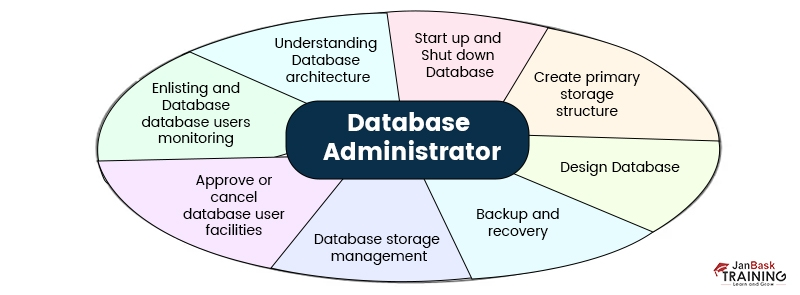 Understanding
Database
architecture
Start up and
Shut down
Database
Create primary
storage
structure
Design Database
Backup and
recovery
Database storage
management
Approve or
cancel
database user
facilities
Enlisting and
Database
database users
monitoring
Database
Administrator
JanBask
TRAINING
Learn and Grow